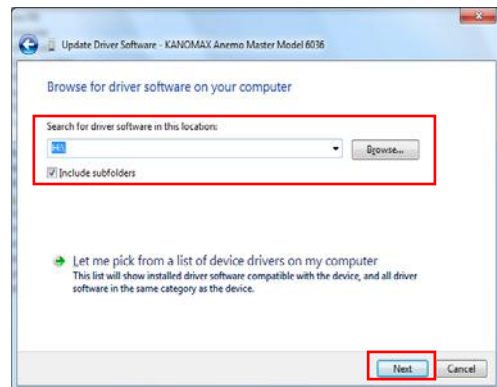 Update Driver Software - KANOMAX Anemo Master Model 6036
Browse for driver software on your computer
Search for driver software in this location:
Browse...
Include subfolders
Let me pick from a list of device drivers on my computer
This list will show installed driver software compatible with the device, and all driver
software in the same category as the device.
Next Cancel